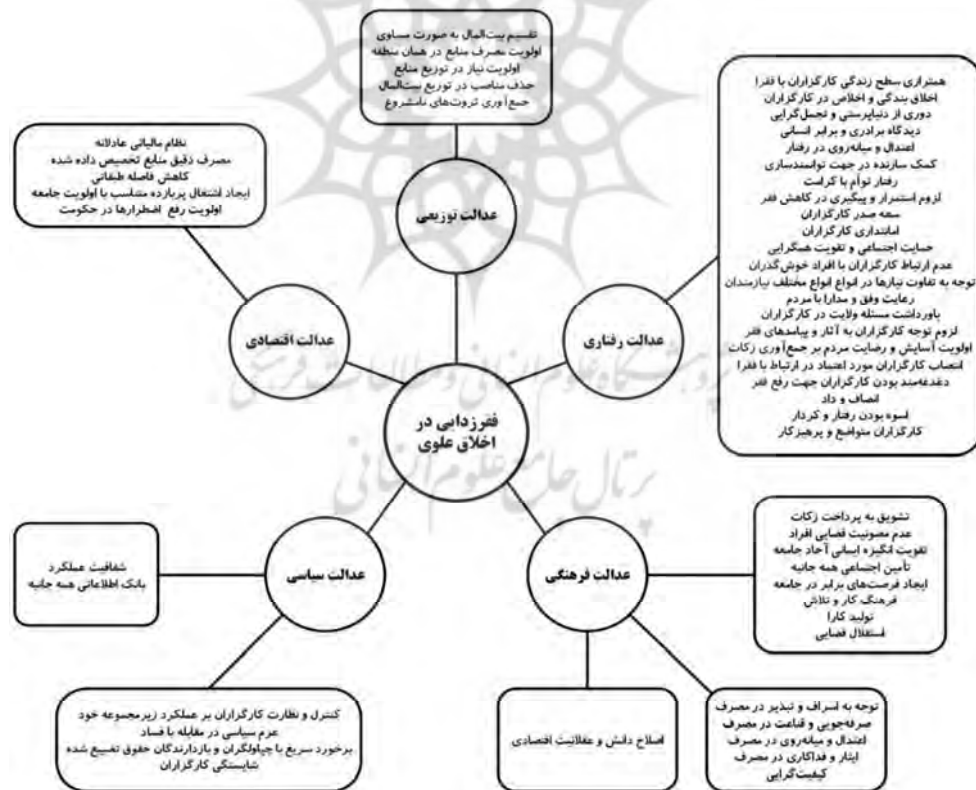 تقسیم بیت‌المال به صورت مساوی
اولویت مصرف منابع در همان منطقه
اولویت نیاز در توزیع منابع
حذف مناصب در توزیع بیت‌المال
جمع‌آوری ثروت‌های نامشروع
همترازی سطح زندگی کارگزاران با فقرا
اخلاق بندگی و اخلاص در کارگزاران
دوری از دنیاپرستی و تجمل‌گرایی
دیدگاه برادری و برابر انسانی
اعتدال و میانه‌روی در رفتار
کمک سازنده در جهت توانمندسازی
رفتار توأم با کرامت
لزوم استمرار و پیگیری در کاهش فقر
سعه صدر کارگزاران
امانتداری کارگزاران
حمایت اجتماعی و تقویت همگرایی
عدم ارتباط کارگزاران با افراد خوش‌گذران
توجه به تفاوت نیازها در انواع انواع مختلف نیازمندان
رعایت وفق و مدارا با مردم
باورداشت مسئله ولایت در کارگزاران
لزوم توجه کارگزاران به آثار و پیامدهای فقر
اولویت آسایش و رضایت مردم بر جمع‌آوری زکات
انتصاب کارگزاران مورد اعتماد در ارتباط با فقرا
دغدغه‌مند بودن کارگزاران جهت رفع فقر
انصاف و داد
اسوه بودن رفتار و کردار
کارگزاران متواضع و پرهیزکار
نظام مالیاتی عادلانه
مصرف دقیق منابع تخصیص داده شده
کاهش فاصله طبقاتی
ایجاد اشتغال پربازده متناسب با اولویت جامعه
اولویت رفع اضطرارها در حکومت
عدالت توزیعی
عدالت رفتاری
عدالت اقتصادی
فقرزدایی در
اخلاق علوی
پژوهشگاه علوم انسانی و مطالعات فرهنگی
پرتال جامع علوم انسانی
عدالت فرهنگی
عدالت سیاسی
تشویق به پرداخت زکات
عدم مصونیت قضایی افراد
تقویت انگیزه ایمانی آحاد جامعه
تأمین اجتماعی همه جانبه
ایجاد فرصت‌های برابر در جامعه
فرهنگ کار و تلاش
تولید کارا
استقلال قضایی
شفافیت عملکرد
بانک اطلاعاتی همه جانبه
توجه به اسراف و تبذیر در مصرف
صرفه‌جویی و قناعت در مصرف
اعتدال و میانه‌روی در مصرف
ایثار و فداکاری در مصرف
کیفیت‌گرایی
اصلاح دانش و عقلانیت اقتصادی
کنترل و نظارت کارگزاران بر عملکرد زیرمجموعه خود
عزم سیاسی در مقابله با فساد
برخورد سریع با چپاولگران و بازدارندگان حقوق تضییع شده
شایستگی کارگزاران